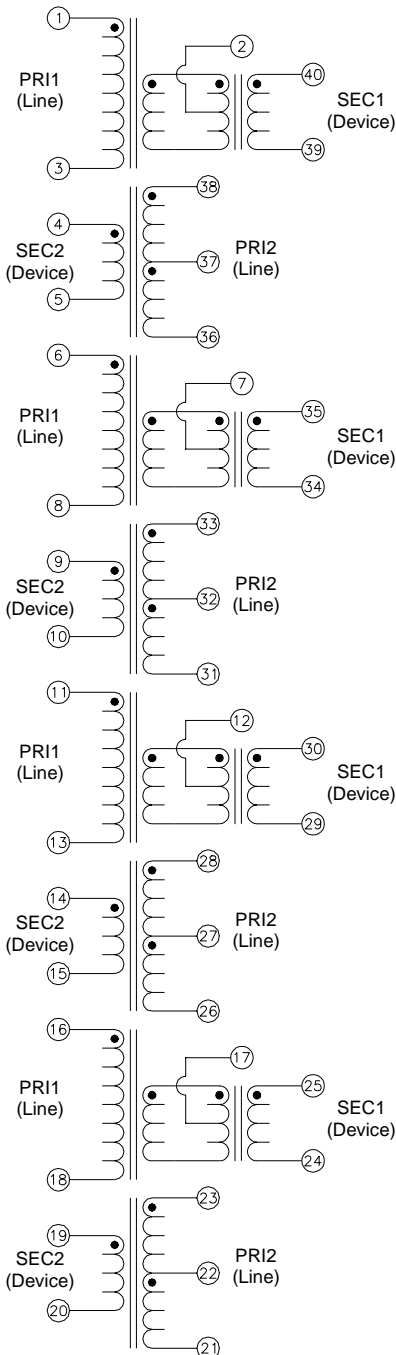 1
2
PRI1
(Line)
40
SEC1
(Device)
3
39
38
4
SEC2
(Device)
37
PRI2
(Line)
5
36
6
7
PRI1
(Line)
35
SEC1
(Device)
8
34
33
9
SEC2
(Device)
32
PRI2
(Line)
10
31
11
12
PRI1
(Line)
30
SEC1
(Device)
13
29
28
14
SEC2
(Device)
27
PRI2
(Line)
15
26
16
17
PRI1
(Line)
25
SEC1
(Device)
18
24
23
19
SEC2
(Device)
22
PRI2
(Line)
20
21